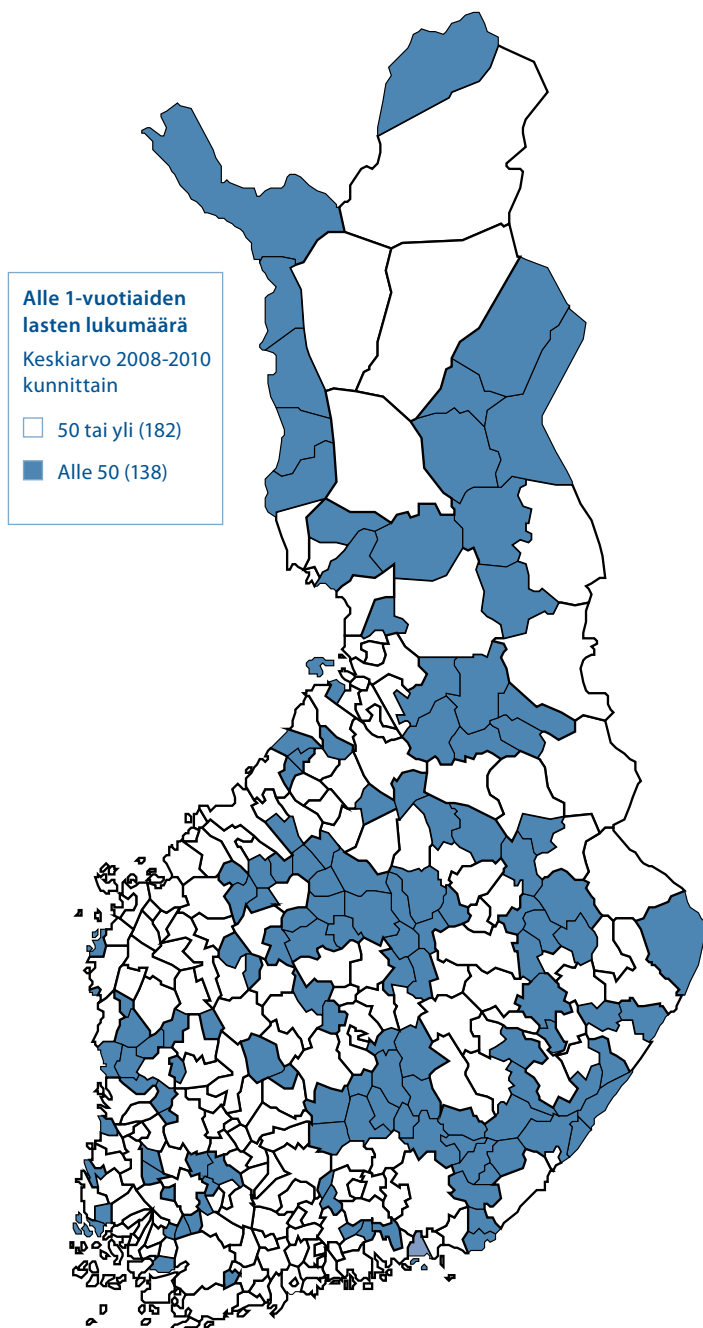 Alle 1-vuotiaiden
lasten lukumäärä
Keskiarvo 2008-2010
kunnittain
50 tai yli (182)
Alle 50 (138)